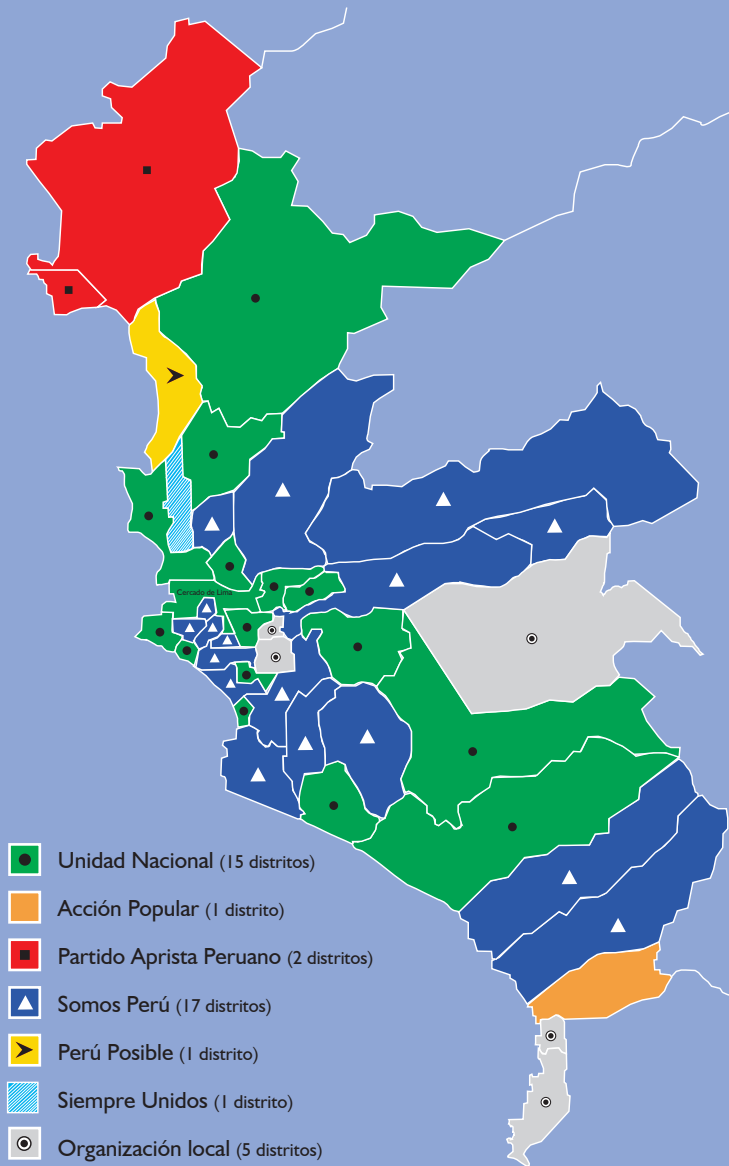 Cercado de Lima
Unidad Nacional (15 distritos)
Acción Popular (1 distrito)
Partido Aprista Peruano (2 distritos)
Somos Perú (17 distritos)
Perú Posible (1 distrito)
Siempre Unidos (1 distrito)
Organización local (5 distritos)